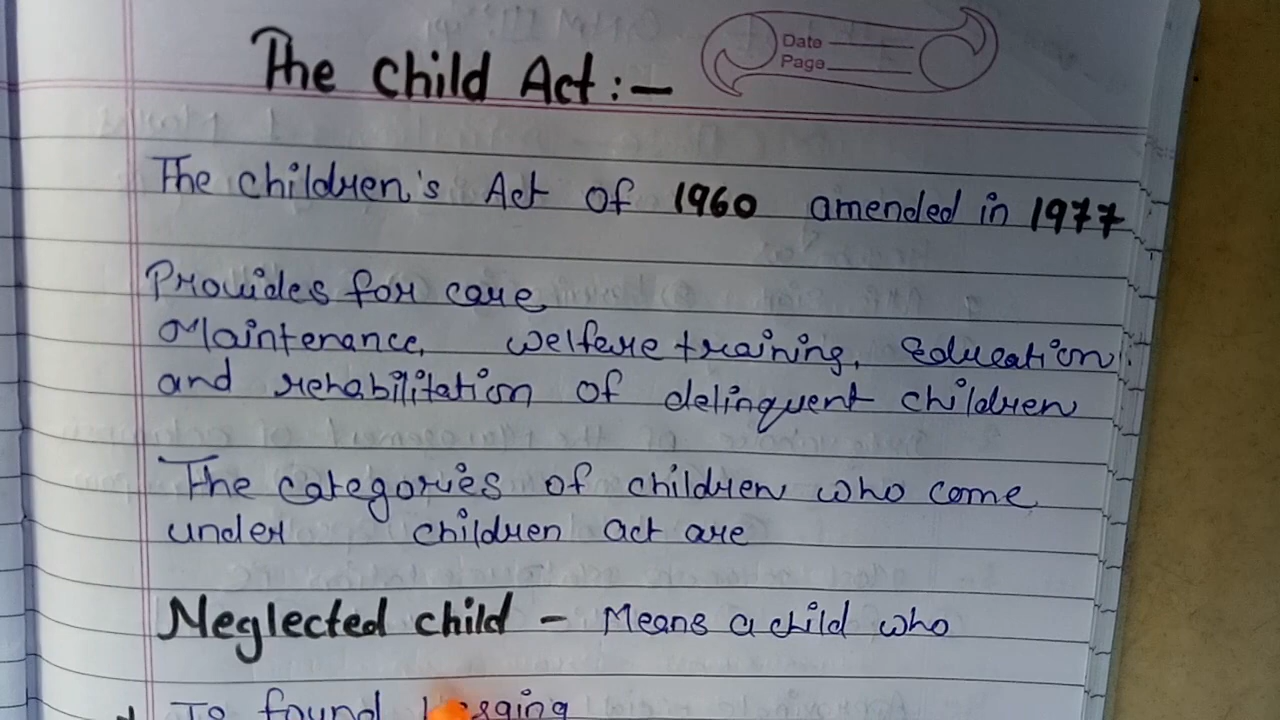 The Child Act :-
Date
Page
The children's Act of 1960 amended in 1977
Provides for care
Maintenance, welfare training, Education
and rehabilitation of delinquent children
The categories of children who come
under children act are
Neglected child - Means a child who
To found